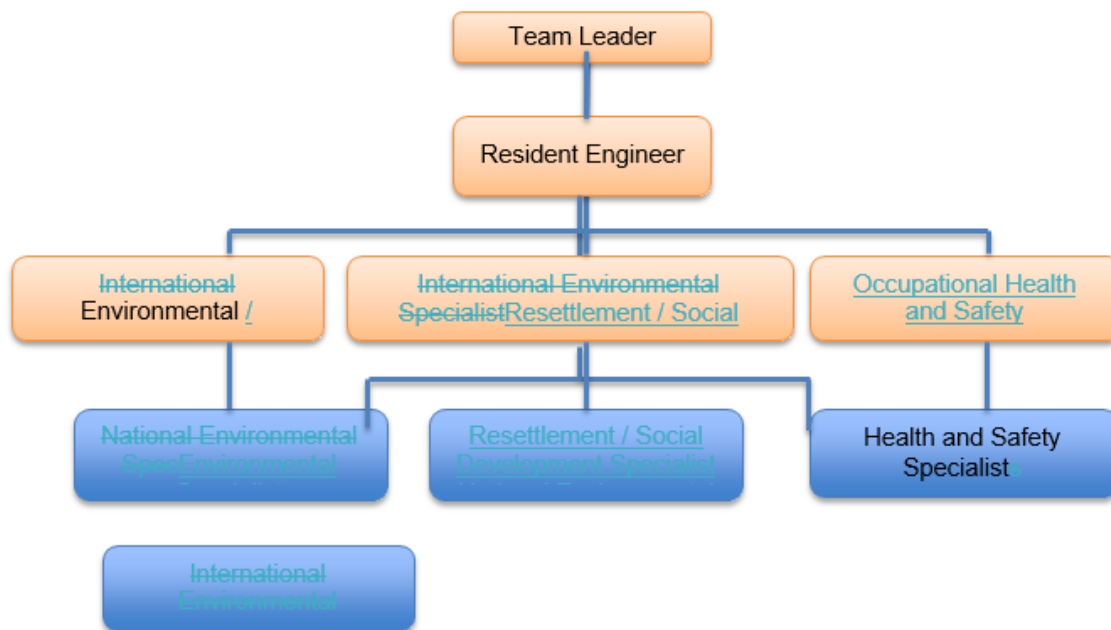 Team Leader
Resident Engineer
International
Environmental /
International Environmental
SpecialistResettlement / Social
Occupational Health
and Safety
National Environmental
SpecEnvironmental
Resettlement / Social
Development Specialist
Health and Safety
Specialists
International
Environmental